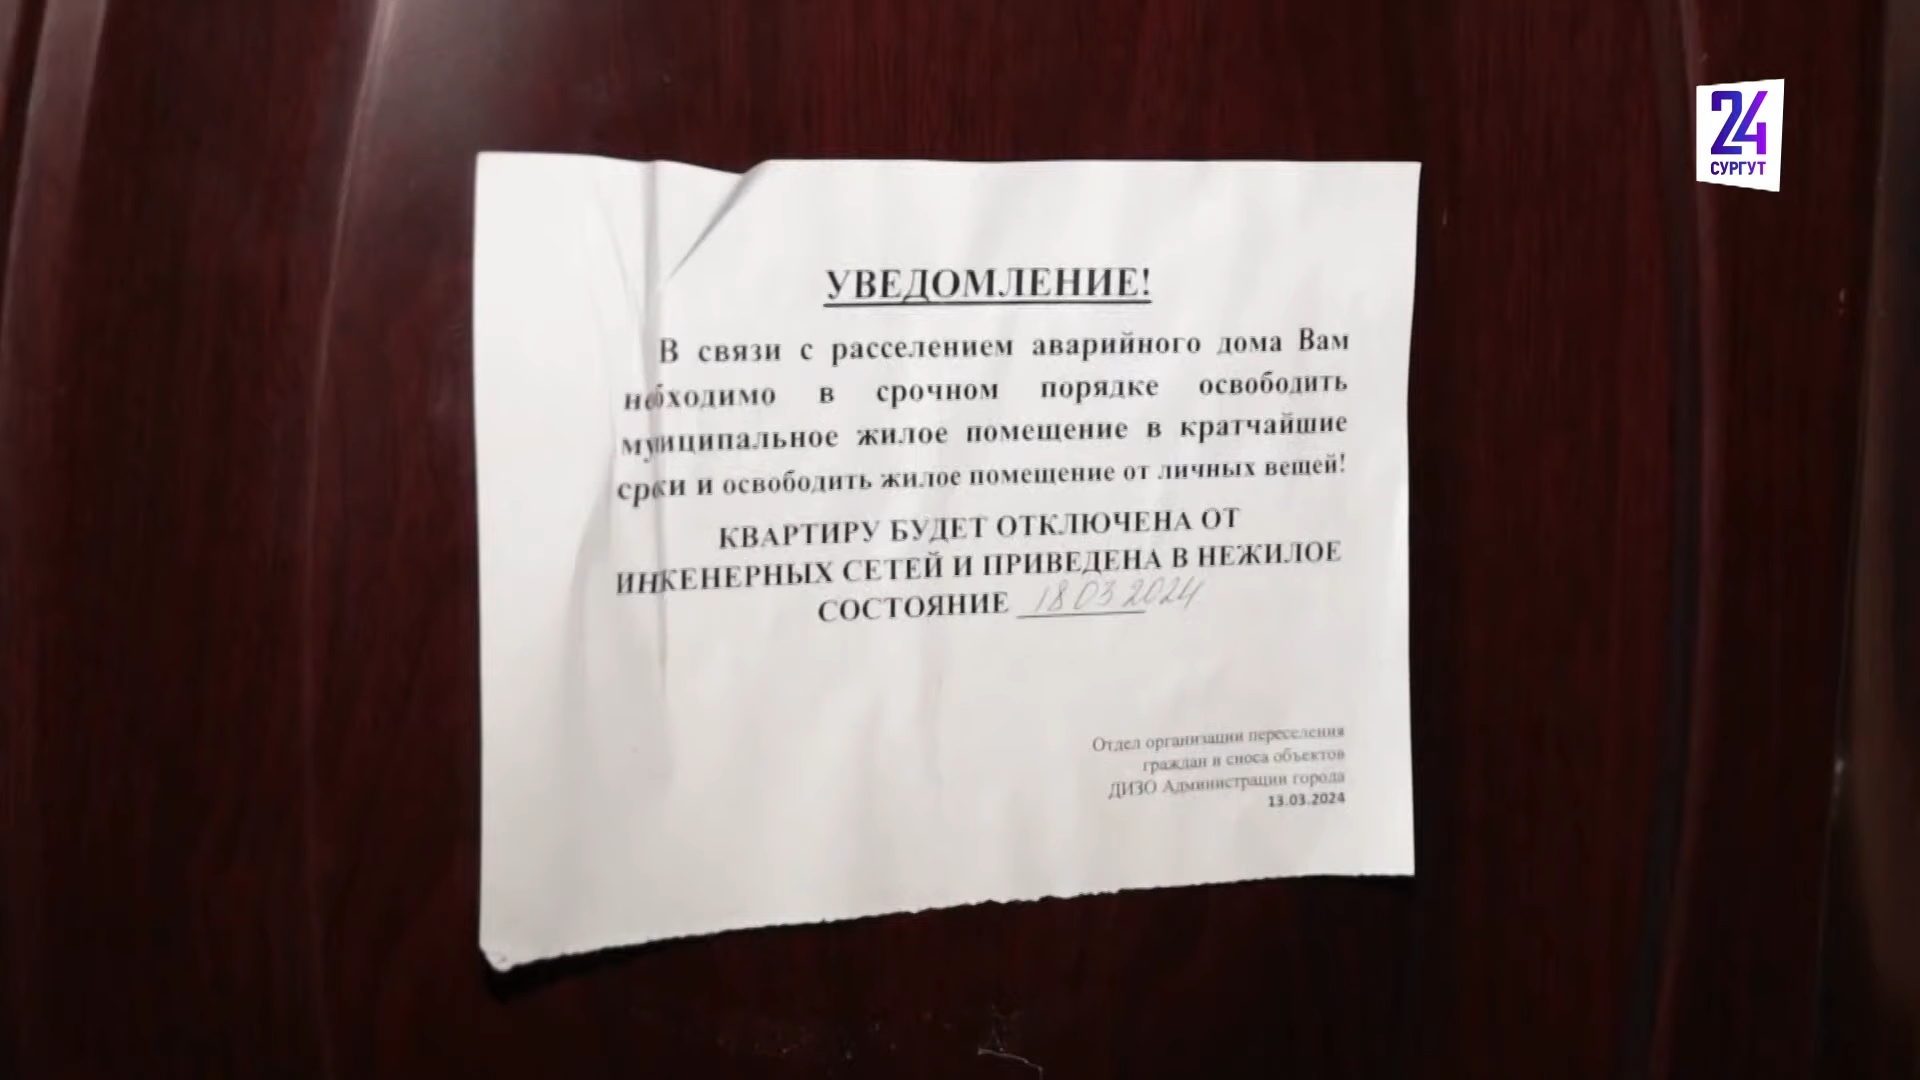 24
СУРГУТ
УВЕДОМЛЕНИЕ!
В связи с расселением аварийного дома Вам
необходимо в срочном порядке освободить
муниципальное жилое помещение в кратчайшие
сроки и освободить жилое помещение от личных вещей!
КВАРТИРУ БУДЕТ ОТКЛЮЧЕНА ОТ
ИНЖЕНЕРНЫХ СЕТЕЙ И ПРИВЕДЕНА В НЕЖИЛОЕ
СОСТОЯНИЕ 18 03 2024
Отдел организации переселения
граждан и сноса объектов
ДИЗО Администрации города
13.03.2024